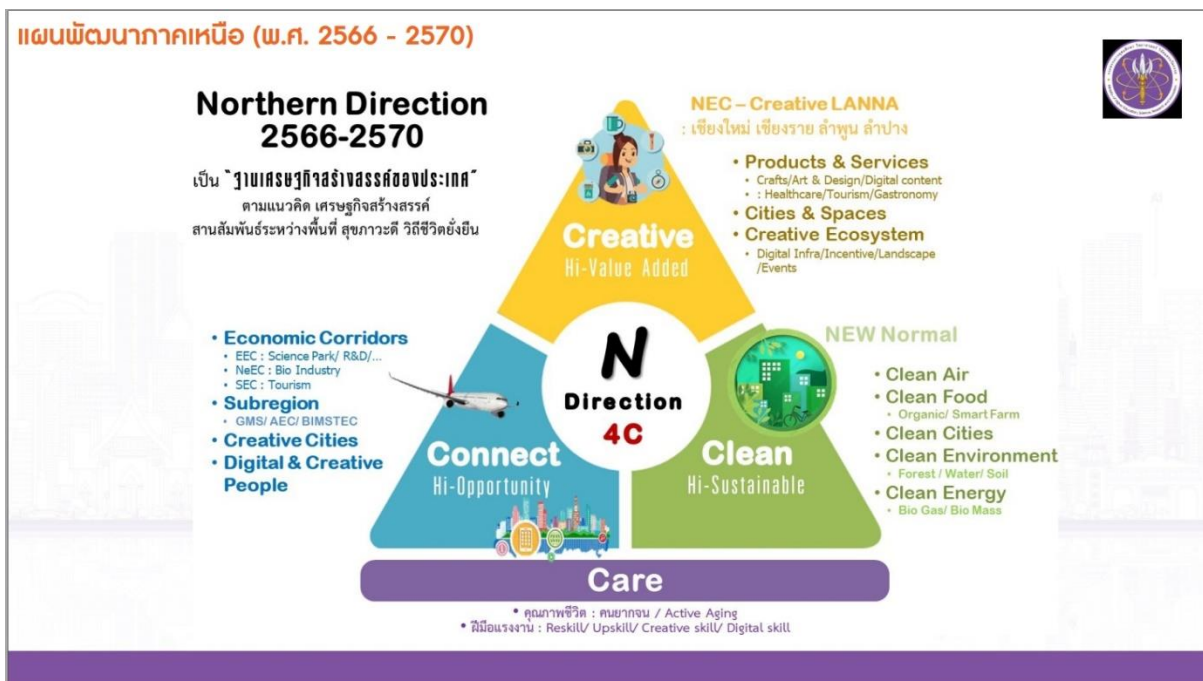 แผนพัฒนาภาคเหนือ (พ.ศ. 2566 - 2570)
Northern Direction
2566-2570
เป็น "ฐานเศรษฐกิจสร้างสรรค์ของประเทศ"
ตามแนวคิด เศรษฐกิจสร้างสรรค์
สานสัมพันธ์ระหว่างพื้นที่ สุขภาวะดี วิถีชีวิตยั่งยืน
NEC – Creative LANNA
: เชียงใหม่ เชียงราย ลำพูน ลำปาง
• Products & Services
• Crafts/Art & Design/Digital content
• : Healthcare/Tourism/Gastronomy
• Cities & Spaces
• Creative Ecosystem
• Digital Infra/Incentive/Landscape
/Events
Creative
Hi-Value Added
• Economic Corridors
• EEC : Science Park/ R&D/...
• NeEC : Bio Industry
• SEC : Tourism
• Subregion
• GMS/ AEC/ BIMSTEC
• Creative Cities
• Digital & Creative
People
Connect
Hi-Opportunity
N
Direction
4C
Clean
Hi-Sustainable
NEW Normal
• Clean Air
• Clean Food
• Organic/ Smart Farm
• Clean Cities
• Clean Environment
• Forest / Water/ Soil
• Clean Energy
• Bio Gas/ Bio Mass
Care
• คุณภาพชีวิต : คนยากจน / Active Aging
• ฝีมือแรงงาน : Reskill/ Upskill/ Creative skill/ Digital skill